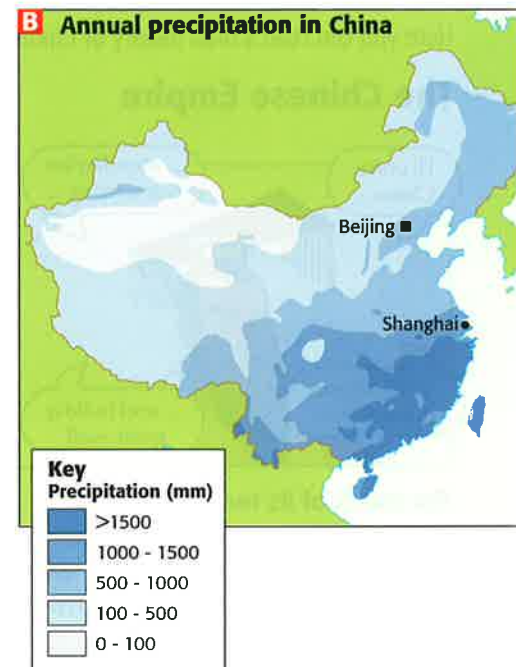 B Annual precipitation in China
Beijing
Shanghai
Key
Precipitation (mm)
>1500
1000 - 1500
500 - 1000
100 - 500
0 - 100